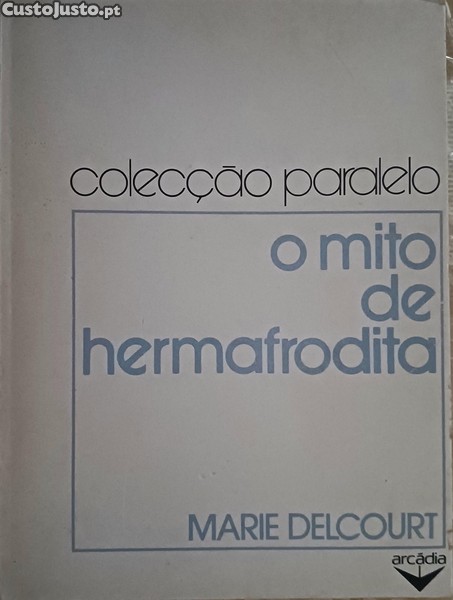 CustoJusto.pt
colecção paralelo
o mito
de
hermafrodita
MARIE DELCOURT
arcádia